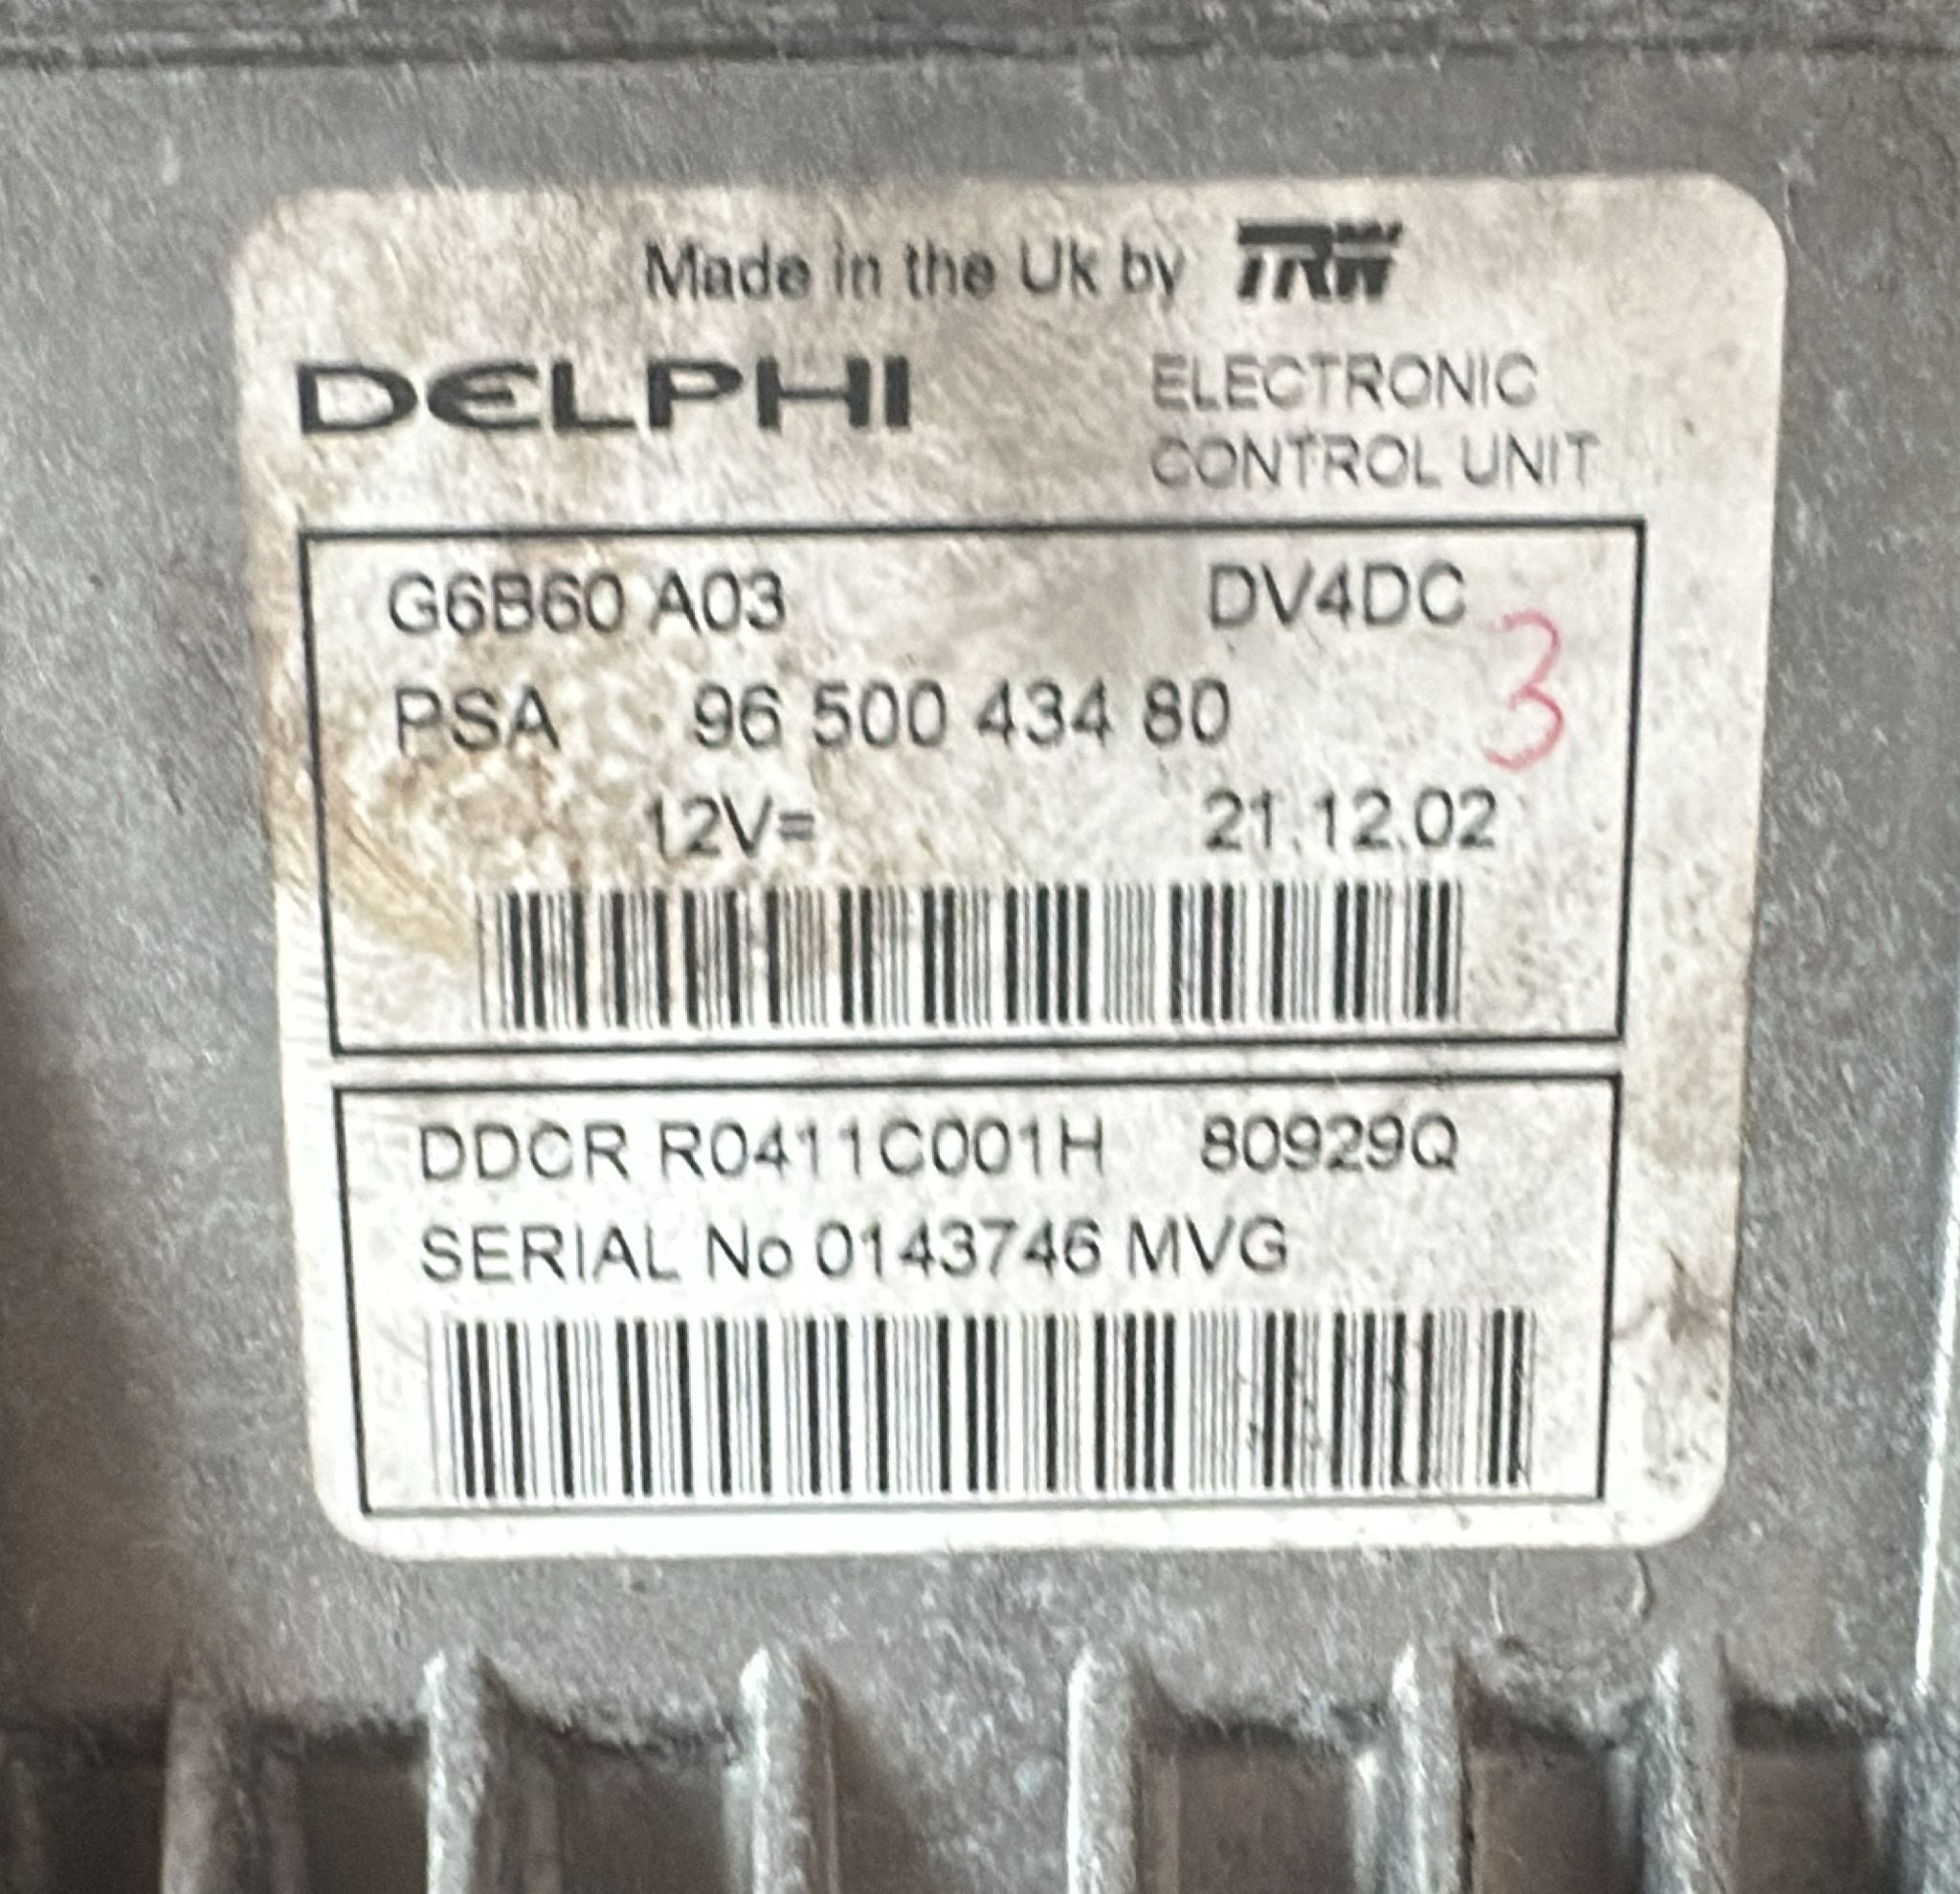 Made in the Uk by TRW
DELPHI
ELECTRONIC
CONTROL UNIT
G6B60 A03 DV4DC
3
PSA 96 500 434 80
12V= 21.12.02
DDCR R0411C001H 80929Q
SERIAL No 0143746 MVG